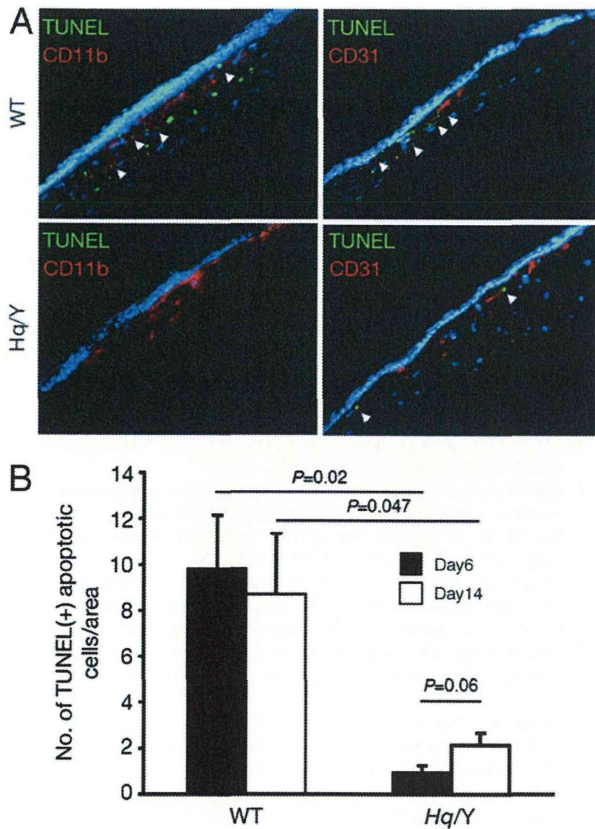 A
TUNEL
CD11b
TUNEL
CD31
WT
TUNEL
CD11b
TUNEL
CD31
Hq/Y
B
14
12
10
8
6
4
2
0
No. of TUNEL(+) apoptotic
cells/area
P=0.02
P=0.047
Day6
Day14
P=0.06
WT
Hq/Y